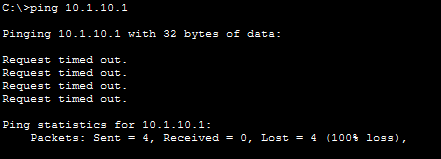 C:\>ping 10.1.10.1
Pinging 10.1.10.1 with 32 bytes of data:
Request timed out.
Request timed out.
Request timed out.
Request timed out.
Ping statistics for 10.1.10.1:
    Packets: Sent = 4, Received = 0, Lost = 4 (100% loss),